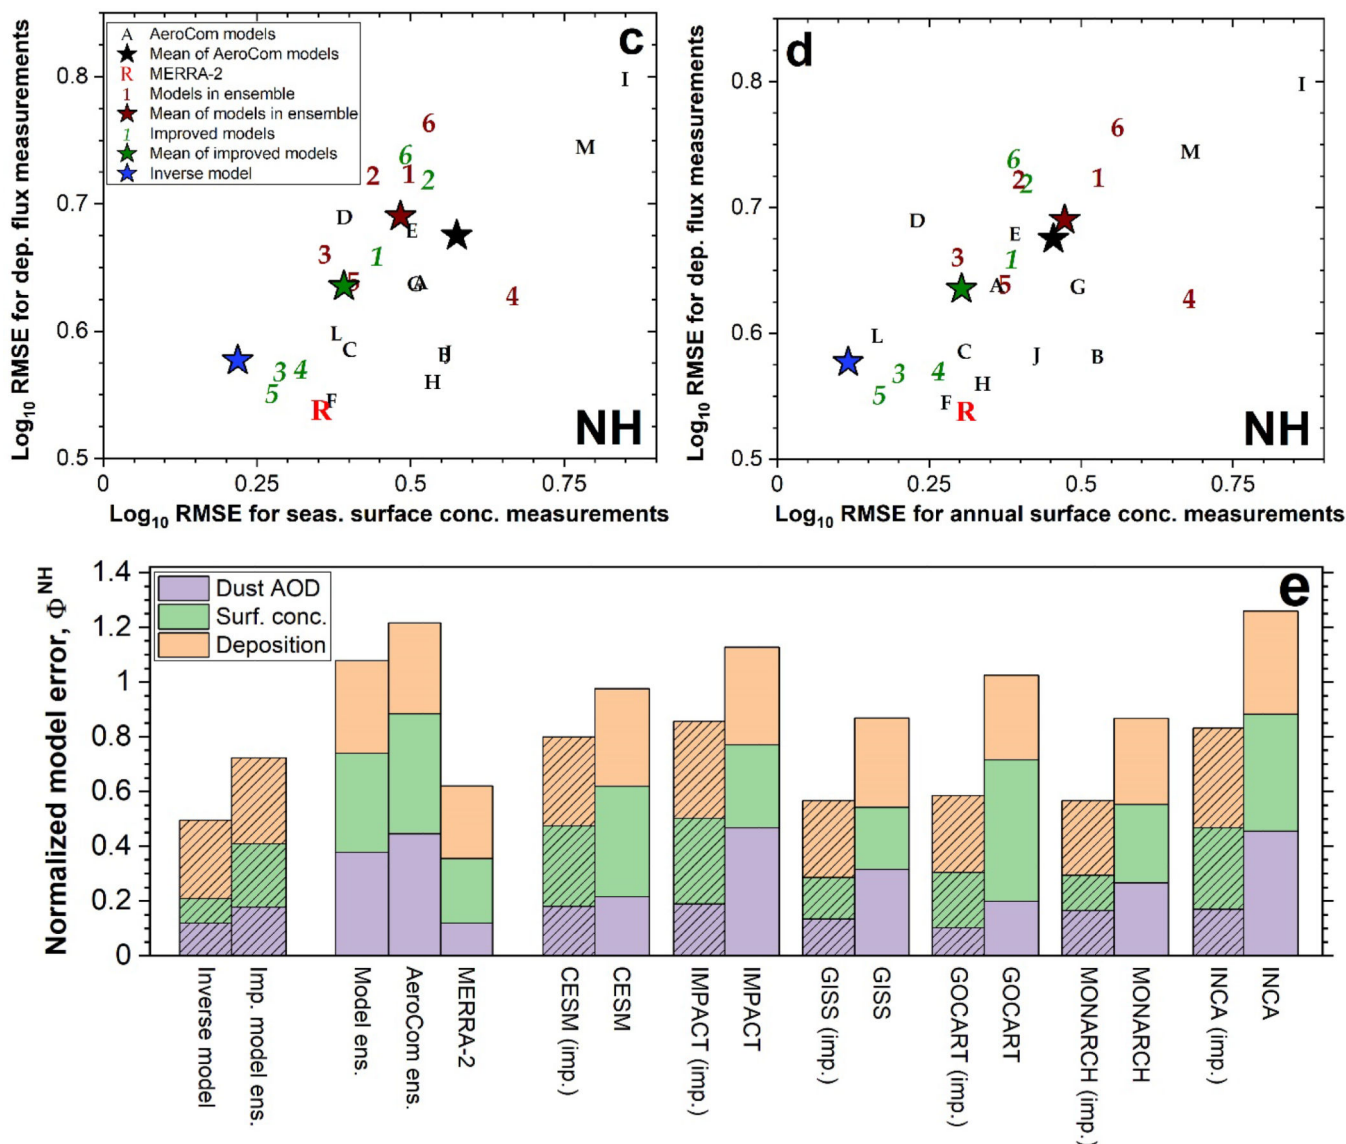 c
Log10 RMSE for dep. flux measurements
0.8
0.7
0.6
0.5
A AeroCom models
Mean of AeroCom models
R MERRA-2
1 Models in ensemble
Mean of models in ensemble
1 Improved models
Mean of improved models
Inverse model
I
6
M
6
2 1 2
D
E
3 1
5 G A
4
L
C B J
3 4 H
5 F
R
NH
0 0.25 0.5 0.75
Log10 RMSE for seas. surface conc. measurements
d
Log10 RMSE for dep. flux measurements
0.8
0.7
0.6
0.5
I
6
6 M
2 2 1
D
E
3 1
A 5 G
4
L
C J B
3 4 H
5 F
R
NH
0 0.25 0.5 0.75
Log10 RMSE for annual surface conc. measurements
e
Normalized model error, Φ^NH
1.4
1.2
1
0.8
0.6
0.4
0.2
0
Dust AOD
Surf. conc.
Deposition
Inverse model
Imp. model ens.
Model ens.
AeroCom ens.
MERRA-2
CESM (imp.)
CESM
IMPACT (imp.)
IMPACT
GISS (imp.)
GISS
GOCART (imp.)
GOCART
MONARCH (imp.)
MONARCH
INCA (imp.)
INCA